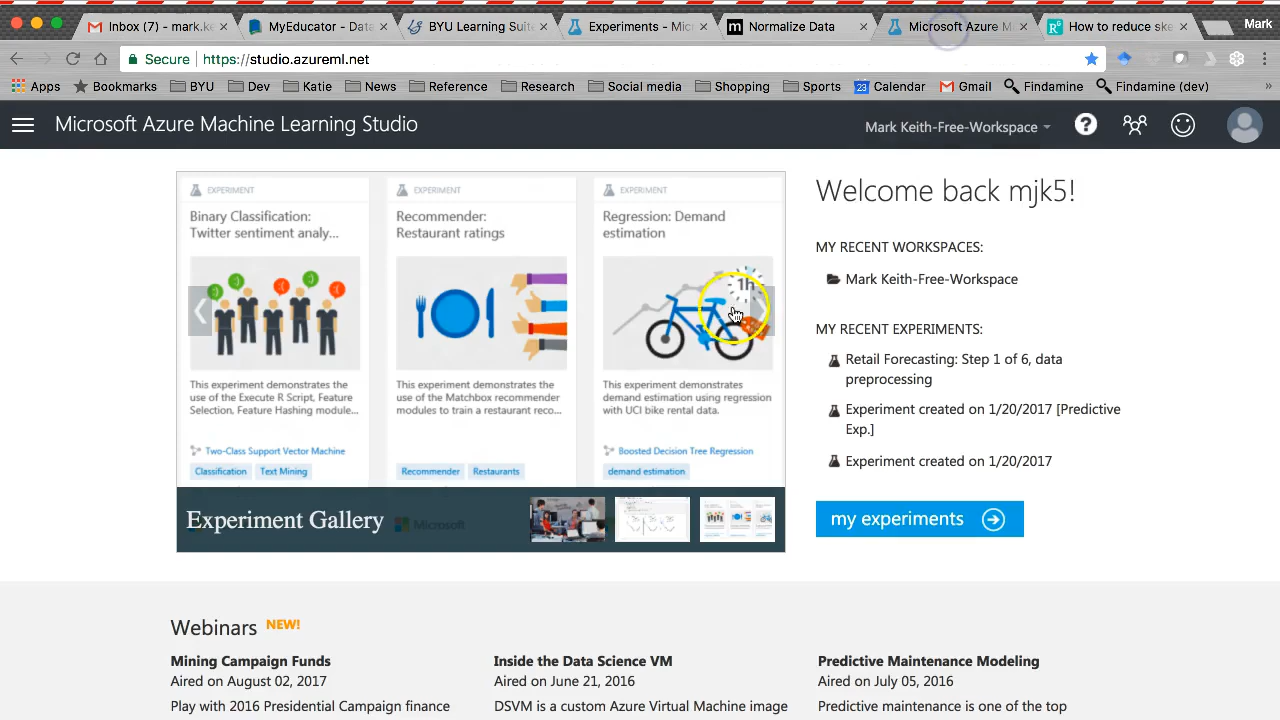 Inbox (7) - mark.ke
MyEducator - Data
BYU Learning Suite
Experiments - Micr
Normalize Data
Microsoft Azure M
How to reduce ske
Mark
Secure
https://studio.azureml.net
Apps
Bookmarks
BYU
Dev
Katie
News
Reference
Research
Social media
Shopping
Sports
23
Calendar
Gmail
Findamine
Findamine (dev)
»
Microsoft Azure Machine Learning Studio
Mark Keith-Free-Workspace
?
EXPERIMENT
EXPERIMENT
EXPERIMENT
Binary Classification:
Twitter sentiment analy...
Recommender:
Restaurant ratings
Regression: Demand
estimation
1h
This experiment demonstrates the
use of the Execute R Script, Feature
Selection, Feature Hashing module...
This experiment demonstrates the
use of the Matchbox recommender
modules to train a restaurant reco...
This experiment demonstrates
demand estimation using regression
with UCI bike rental data.
Two-Class Support Vector Machine
Boosted Decision Tree Regression
Classification
Text Mining
Recommender
Restaurants
demand estimation
Experiment Gallery
Microsoft
Welcome back mjk5!
MY RECENT WORKSPACES:
Mark Keith-Free-Workspace
MY RECENT EXPERIMENTS:
Retail Forecasting: Step 1 of 6, data
preprocessing
Experiment created on 1/20/2017 [Predictive
Exp.]
Experiment created on 1/20/2017
my experiments
Webinars NEW!
Mining Campaign Funds
Aired on August 02, 2017
Play with 2016 Presidential Campaign finance
Inside the Data Science VM
Aired on June 21, 2016
DSVM is a custom Azure Virtual Machine image
Predictive Maintenance Modeling
Aired on July 05, 2016
Predictive maintenance is one of the top